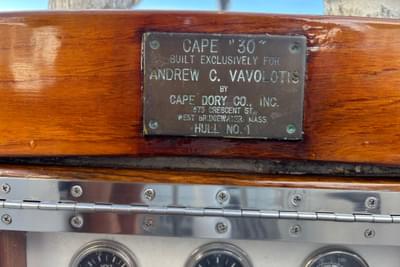 CAPE "30"
BUILT EXCLUSIVELY FOR
ANDREW C. VAVOLOTIS
BY
CAPE DORY CO., INC.
373 CRESCENT ST.,
WEST BRIDGEWATER, MASS.
HULL NO. 1